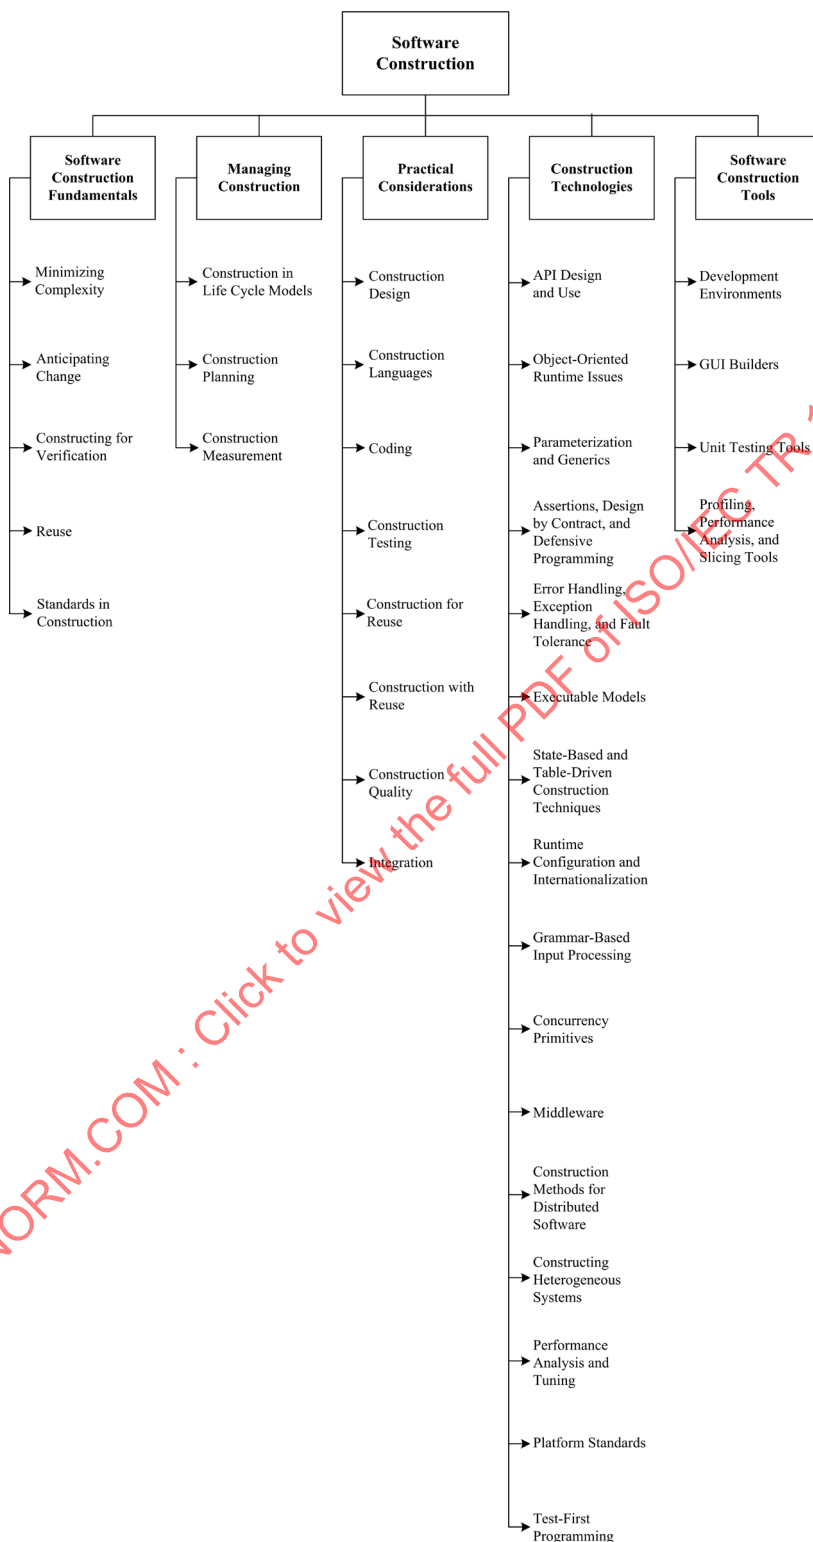 Software
Construction
Software
Construction
Fundamentals
Minimizing
Complexity
Anticipating
Change
Constructing for
Verification
Reuse
Standards in
Construction
Managing
Construction
Construction in
Life Cycle Models
Construction
Planning
Construction
Measurement
Practical
Considerations
Construction
Design
Construction
Languages
Coding
Construction
Testing
Construction for
Reuse
Construction with
Reuse
Construction
Quality
Integration
Construction
Technologies
API Design
and Use
Object-Oriented
Runtime Issues
Parameterization
and Generics
Assertions, Design
by Contract, and
Defensive
Programming
Error Handling,
Exception
Handling, and Fault
Tolerance
Executable Models
State-Based and
Table-Driven
Construction
Techniques
Runtime
Configuration and
Internationalization
Grammar-Based
Input Processing
Concurrency
Primitives
Middleware
Construction
Methods for
Distributed
Software
Constructing
Heterogeneous
Systems
Performance
Analysis and
Tuning
Platform Standards
Test-First
Programming
Software
Construction
Tools
Development
Environments
GUI Builders
Unit Testing Tools
Profiling,
Performance
Analysis, and
Slicing Tools
NORM.COM : Click to view the full PDF of ISO/IEC TR